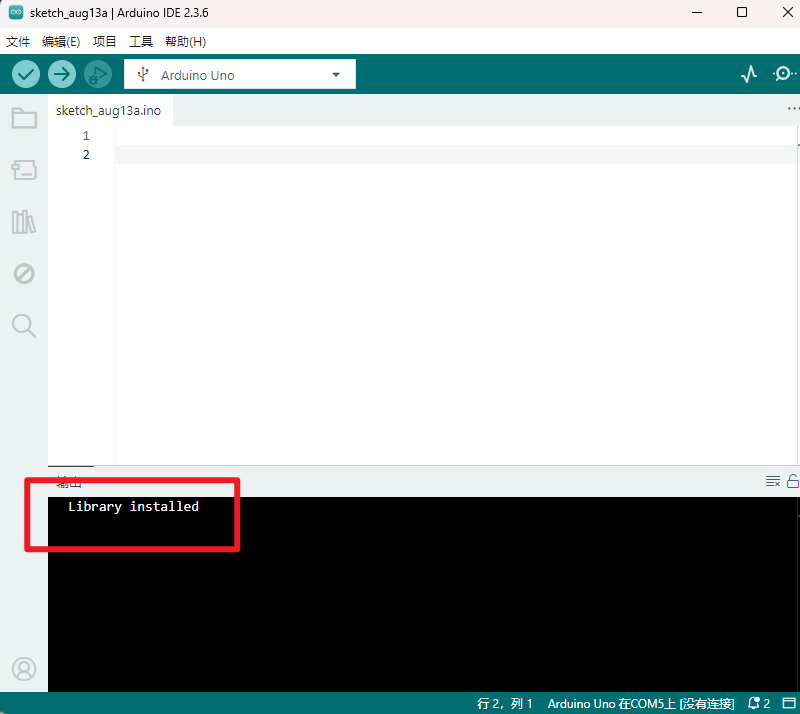 sketch_aug13a | Arduino IDE 2.3.6
文件 编辑(E) 项目 工具 帮助(H)
Arduino Uno
sketch_aug13a.ino
1
2
输出
Library installed
行 2，列 1 Arduino Uno 在COM5上 [没有连接] 2